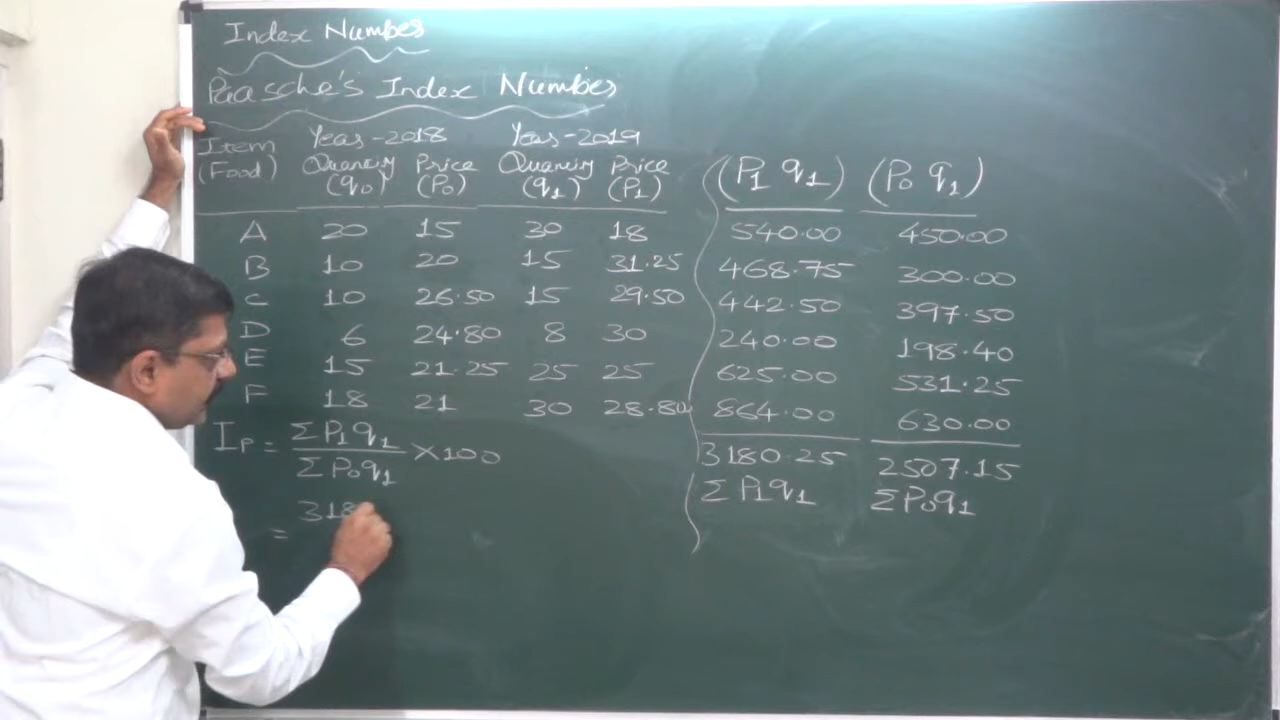 Index Number
Paasche's Index Number
Item (Food) Year-2018 Year-2019
Quantity (q0) Price (P0) Quantity (q1) Price (P1) (P1 q1) (P0 q1)
A 20 15 30 18 540.00 450.00
B 10 20 15 31.25 468.75 300.00
C 10 26.50 15 29.50 442.50 397.50
D 6 24.80 8 30 240.00 198.40
E 15 21.25 25 25 625.00 531.25
F 18 21 30 28.80 864.00 630.00
3180.25 2507.15
ΣP1q1 ΣP0q1
IP = ΣP1q1 / ΣP0q1 × 100
= 318